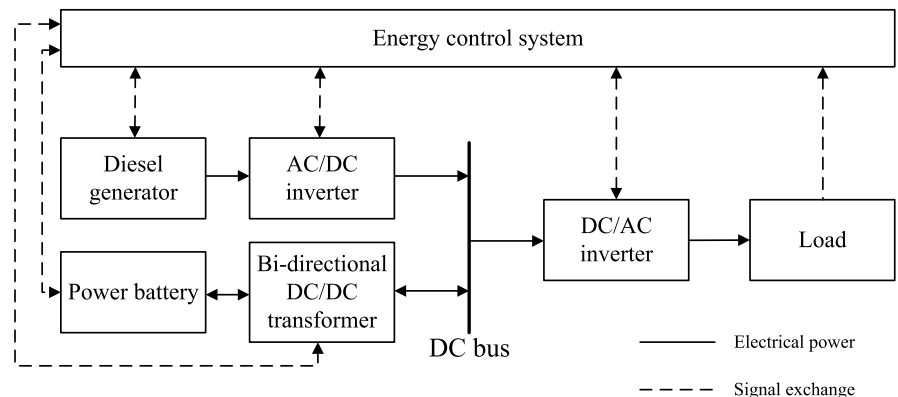 Energy control system
Diesel
generator
AC/DC
inverter
Power battery
Bi-directional
DC/DC
transformer
DC bus
DC/AC
inverter
Load
Electrical power
Signal exchange